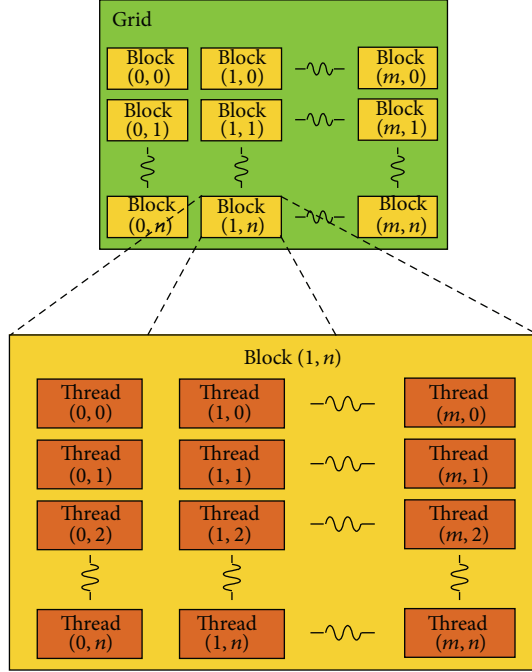 Grid
Block
(0, 0)
Block
(1, 0)
Block
(m, 0)
Block
(0, 1)
Block
(1, 1)
Block
(m, 1)
Block
(0, n)
Block
(1, n)
Block
(m, n)
Block (1, n)
Thread
(0, 0)
Thread
(1, 0)
Thread
(m, 0)
Thread
(0, 1)
Thread
(1, 1)
Thread
(m, 1)
Thread
(0, 2)
Thread
(1, 2)
Thread
(m, 2)
Thread
(0, n)
Thread
(1, n)
Thread
(m, n)